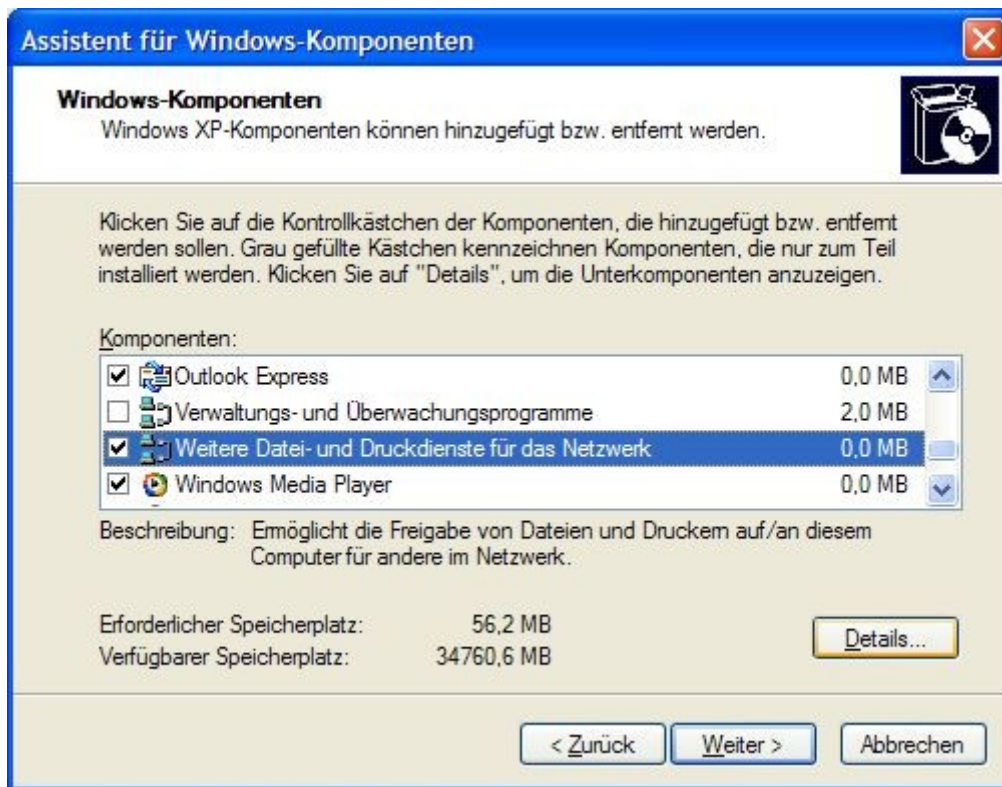 Assistent für Windows-Komponenten
Windows-Komponenten
Windows XP-Komponenten können hinzugefügt bzw. entfernt werden.
Klicken Sie auf die Kontrollkästchen der Komponenten, die hinzugefügt bzw. entfernt
werden sollen. Grau gefüllte Kästchen kennzeichnen Komponenten, die nur zum Teil
installiert werden. Klicken Sie auf "Details", um die Unterkomponenten anzuzeigen.
Komponenten:
Outlook Express 0,0 MB
Verwaltungs- und Überwachungsprogramme 2,0 MB
Weitere Datei- und Druckdienste für das Netzwerk 0,0 MB
Windows Media Player 0,0 MB
Beschreibung: Ermöglicht die Freigabe von Dateien und Druckern auf/an diesem
Computer für andere im Netzwerk.
Erforderlicher Speicherplatz: 56,2 MB
Verfügbarer Speicherplatz: 34760,6 MB
Details...
< Zurück Weiter > Abbrechen